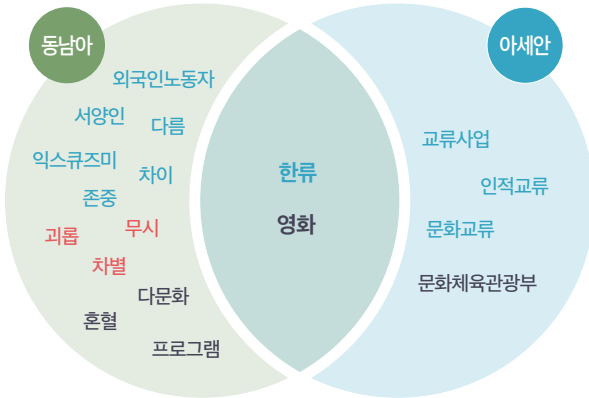 동남아
외국인노동자
서양인
다름
익스큐즈미
차이
존중
괴롭
무시
차별
다문화
혼혈
프로그램
한류
영화
아세안
교류사업
인적교류
문화교류
문화체육관광부